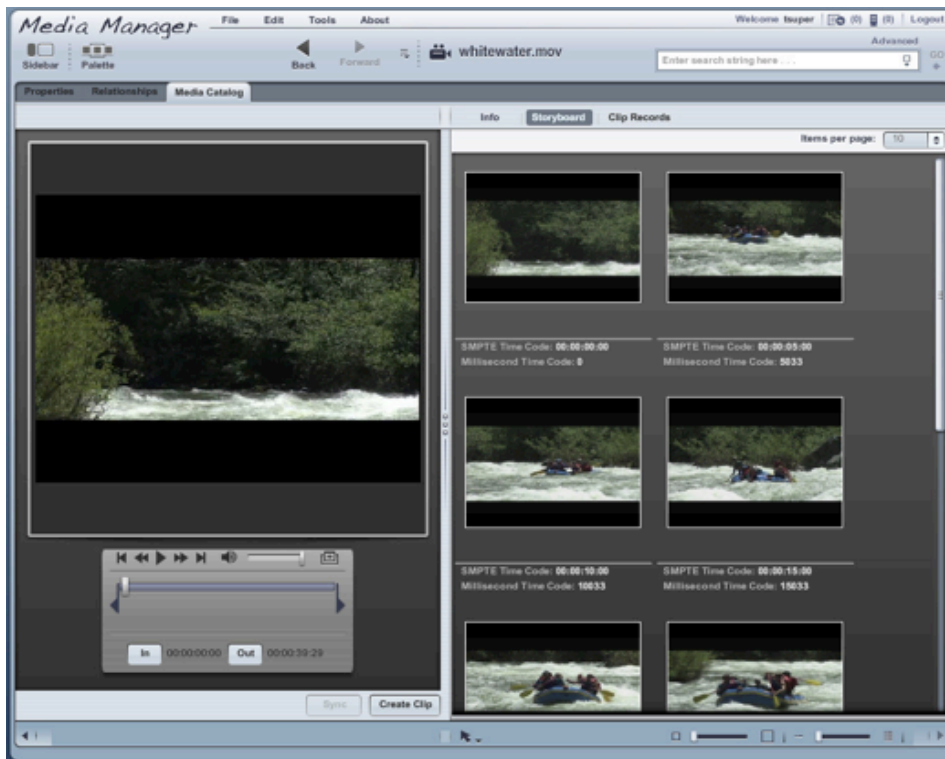 Media Manager
File Edit Tools About
Welcome tsuper (0) (0) Logout
Sidebar Palette
Back Forward
whitewater.mov
Advanced
Enter search string here . . .
GO
Properties Relationships Media Catalog
Info Storyboard Clip Records
Items per page: 10
SMPTE Time Code: 00:00:00:00
Millisecond Time Code: 0
SMPTE Time Code: 00:00:05:00
Millisecond Time Code: 5033
SMPTE Time Code: 00:00:10:00
Millisecond Time Code: 10033
SMPTE Time Code: 00:00:15:00
Millisecond Time Code: 15033
In 00:00:00:00 Out 00:00:39:29
Sync Create Clip